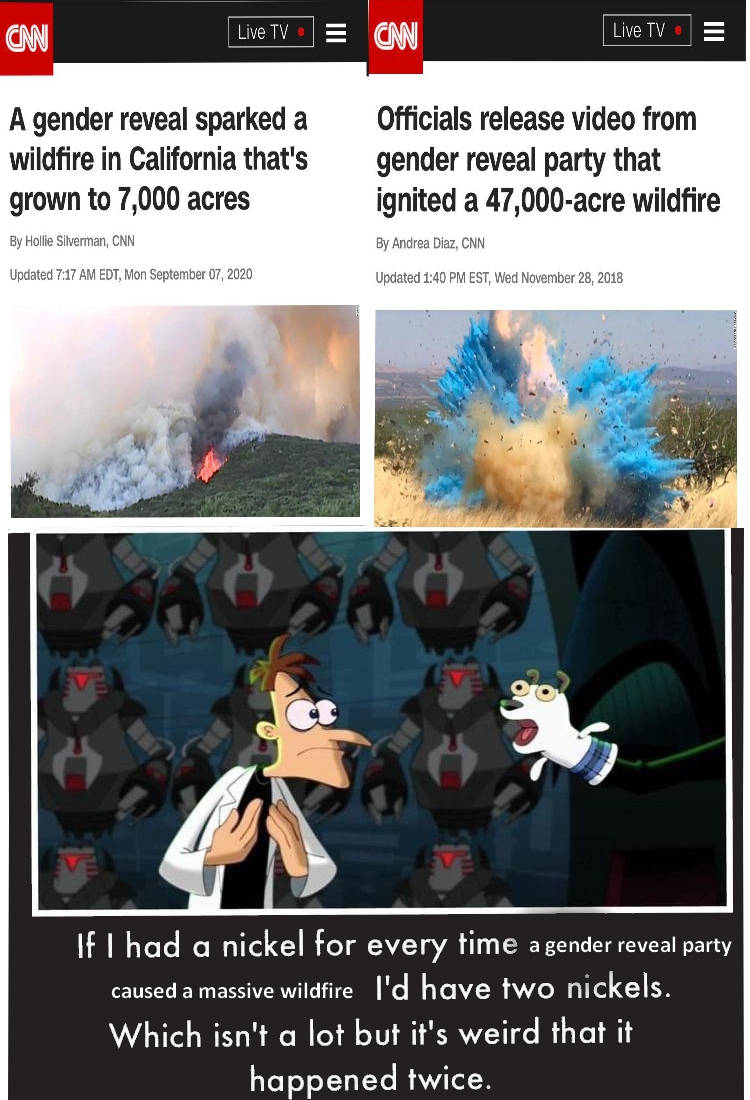 CNN
Live TV
A gender reveal sparked a
wildfire in California that's
grown to 7,000 acres
By Hollie Silverman, CNN
Updated 7:17 AM EDT, Mon September 07, 2020
CNN
Live TV
Officials release video from
gender reveal party that
ignited a 47,000-acre wildfire
By Andrea Diaz, CNN
Updated 1:40 PM EST, Wed November 28, 2018
If I had a nickel for every time a gender reveal party
caused a massive wildfire I'd have two nickels.
Which isn't a lot but it's weird that it
happened twice.